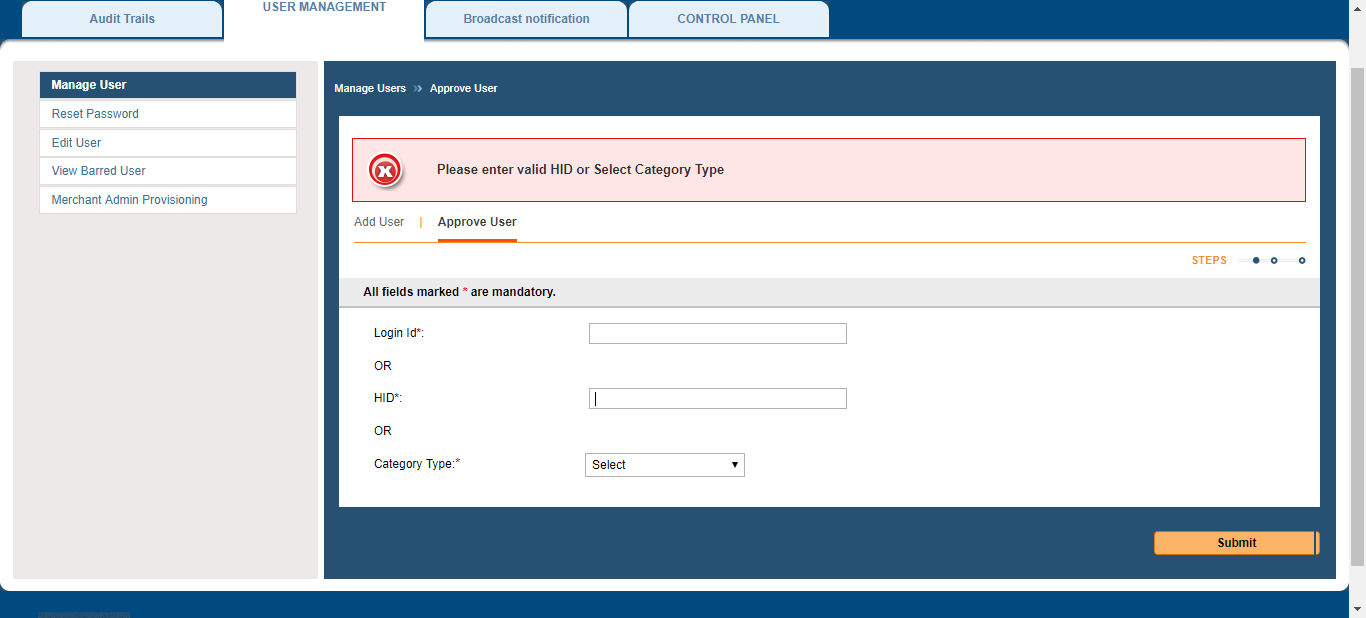 Audit Trails
USER MANAGEMENT
Broadcast notification
CONTROL PANEL
Manage User
Reset Password
Edit User
View Barred User
Merchant Admin Provisioning
Manage Users » Approve User
Please enter valid HID or Select Category Type
Add User | Approve User
STEPS
All fields marked * are mandatory.
Login Id*:
OR
HID*:
OR
Category Type:*
Select
Submit